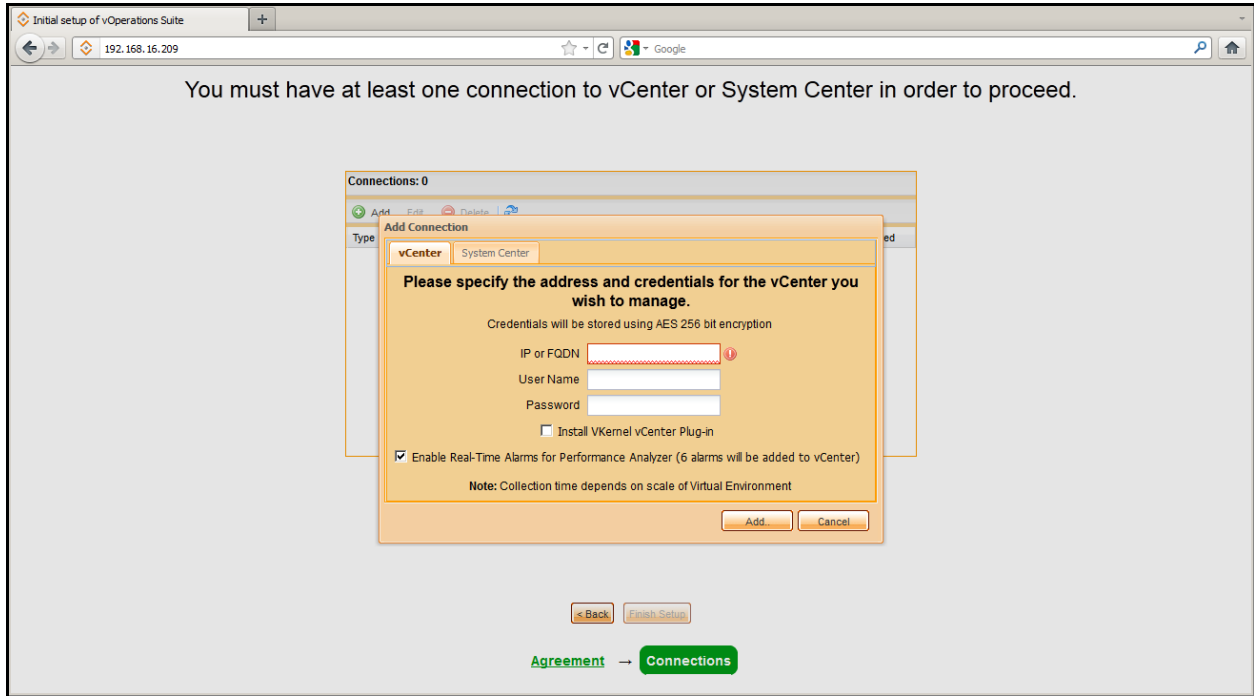 Initial setup of vOperations Suite
192.168.16.209
Google
You must have at least one connection to vCenter or System Center in order to proceed.
Connections: 0
Add Edit Delete
Type
ed
Add Connection
vCenter System Center
Please specify the address and credentials for the vCenter you
wish to manage.
Credentials will be stored using AES 256 bit encryption
IP or FQDN
User Name
Password
Install VKernel vCenter Plug-in
Enable Real-Time Alarms for Performance Analyzer (6 alarms will be added to vCenter)
Note: Collection time depends on scale of Virtual Environment
Add.. Cancel
< Back Finish Setup
Agreement → Connections